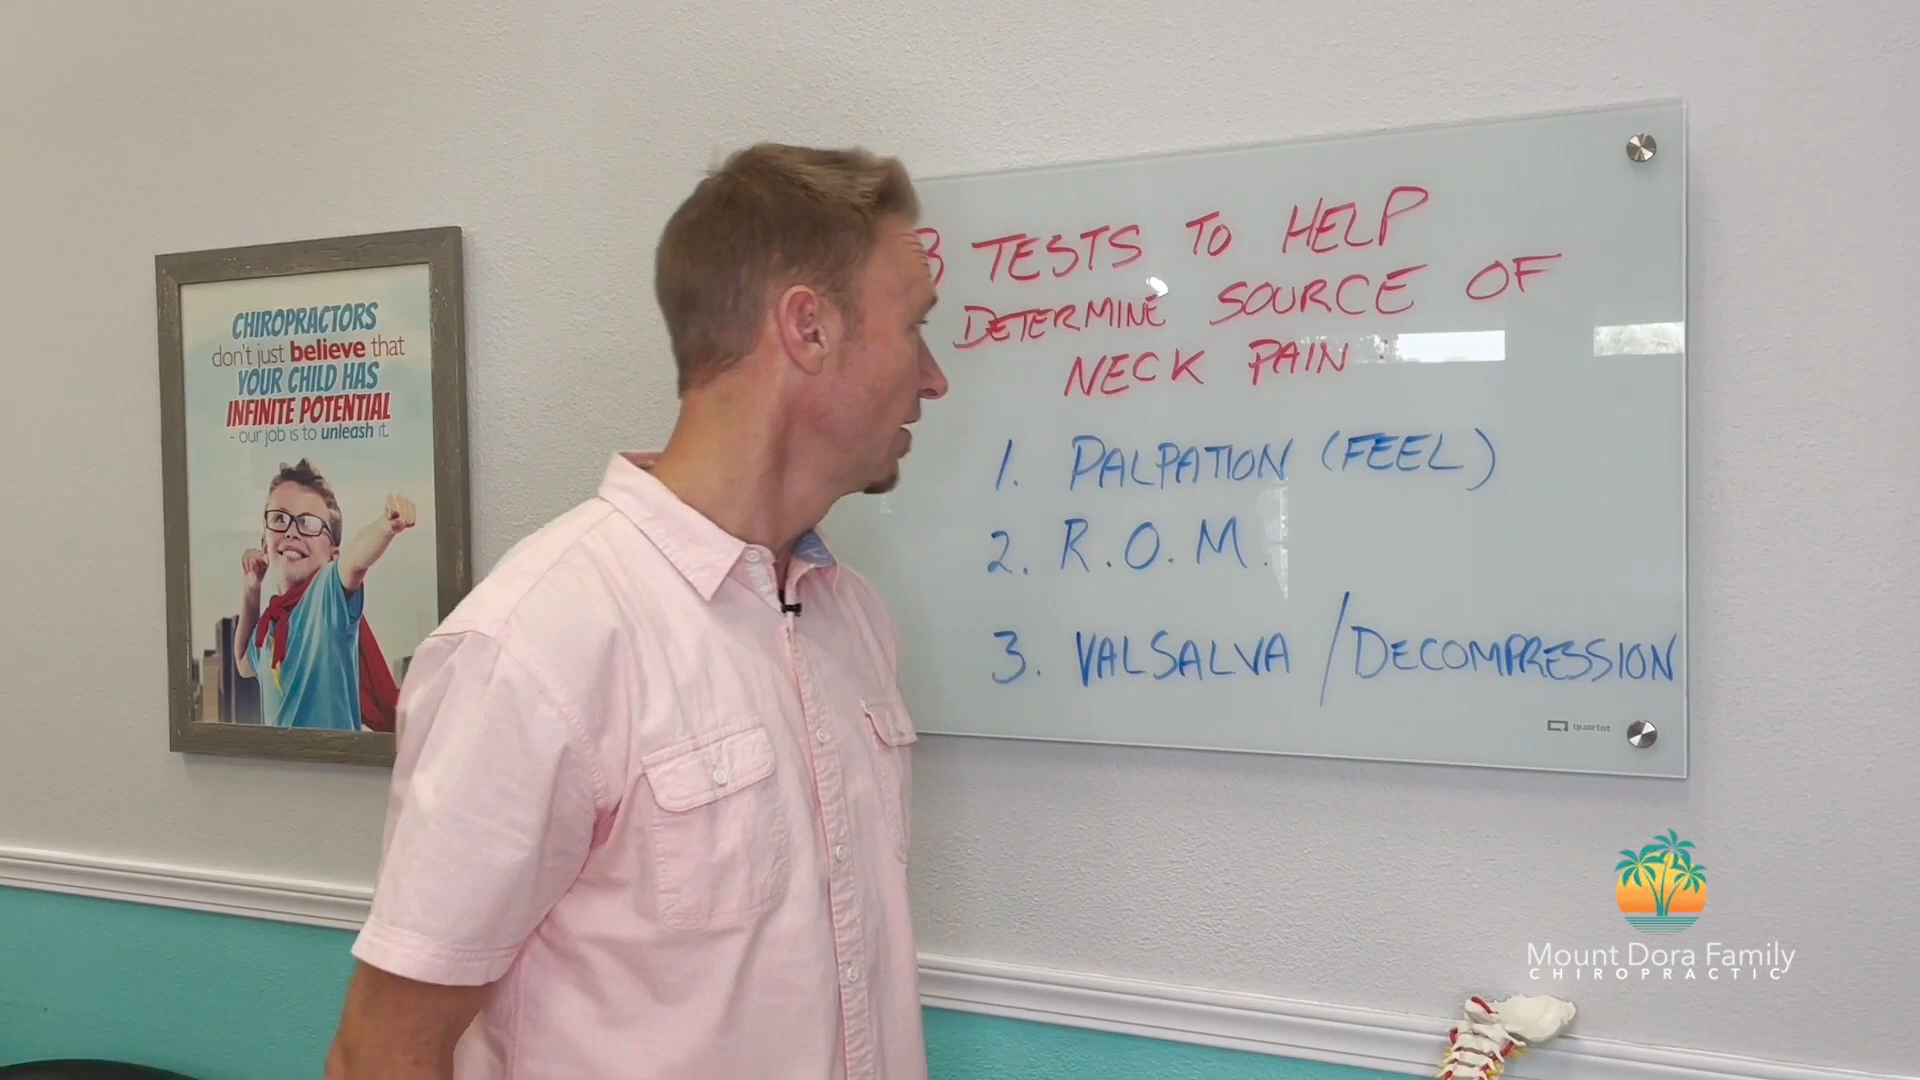 CHIROPRACTORS
don't just believe that
YOUR CHILD HAS
INFINITE POTENTIAL
- our job is to unleash it.
3 TESTS TO HELP
DETERMINE SOURCE OF
NECK PAIN:
1. PALPATION (FEEL)
2. R.O.M.
3. VALSALVA / DECOMPRESSION
quartet
Mount Dora Family
CHIROPRACTIC